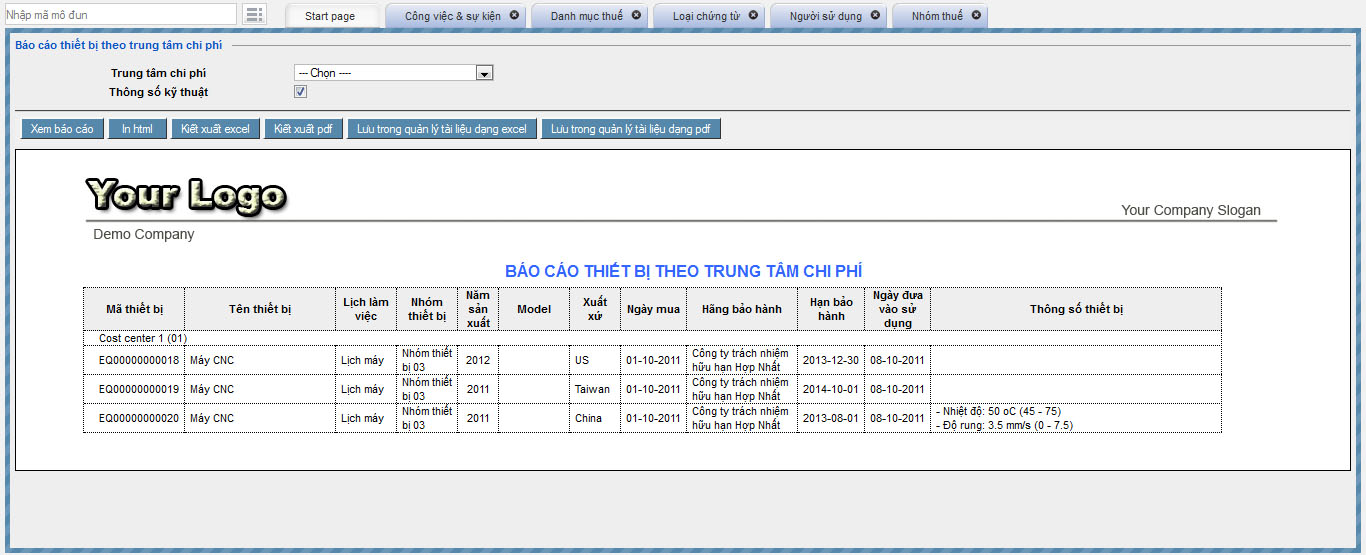 Nhập mã mô đun
Start page
Công việc & sự kiện
Danh mục thuế
Loại chứng từ
Người sử dụng
Nhóm thuế
Báo cáo thiết bị theo trung tâm chi phí
Trung tâm chi phí
--- Chọn ----
Thông số kỹ thuật
Xem báo cáo
In html
Kiết xuất excel
Kiết xuất pdf
Lưu trong quản lý tài liệu dạng excel
Lưu trong quản lý tài liệu dạng pdf
Your Logo
Your Company Slogan
Demo Company
BÁO CÁO THIẾT BỊ THEO TRUNG TÂM CHI PHÍ
Mã thiết bị
Tên thiết bị
Lịch làm
việc
Nhóm
thiết bị
Năm
sản
xuất
Model
Xuất
xứ
Ngày mua
Hãng bảo hành
Hạn bảo
hành
Ngày đưa
vào sử
dụng
Thông số thiết bị
Cost center 1 (01)
EQ00000000018
Máy CNC
Lịch máy
Nhóm thiết
bị 03
2012
US
01-10-2011
Công ty trách nhiệm
hữu hạn Hợp Nhất
2013-12-30
08-10-2011
EQ00000000019
Máy CNC
Lịch máy
Nhóm thiết
bị 03
2011
Taiwan
01-10-2011
Công ty trách nhiệm
hữu hạn Hợp Nhất
2014-10-01
08-10-2011
EQ00000000020
Máy CNC
Lịch máy
Nhóm thiết
bị 03
2011
China
01-10-2011
Công ty trách nhiệm
hữu hạn Hợp Nhất
2013-08-01
08-10-2011
- Nhiệt độ: 50 oC (45 - 75)
- Độ rung: 3.5 mm/s (0 - 7.5)